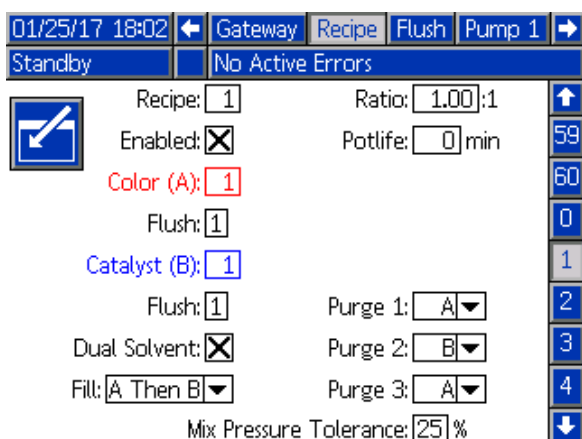 01/25/17 18:02 Gateway Recipe Flush Pump 1
Standby No Active Errors
Recipe: 1 Ratio: 1.00 :1
Enabled: Potlife: 0 min 59
Color (A): 1 60
Flush: 1 0
Catalyst (B): 1 1
Flush: 1 Purge 1: A 2
Dual Solvent: Purge 2: B 3
Fill: A Then B Purge 3: A 4
Mix Pressure Tolerance: 25 %